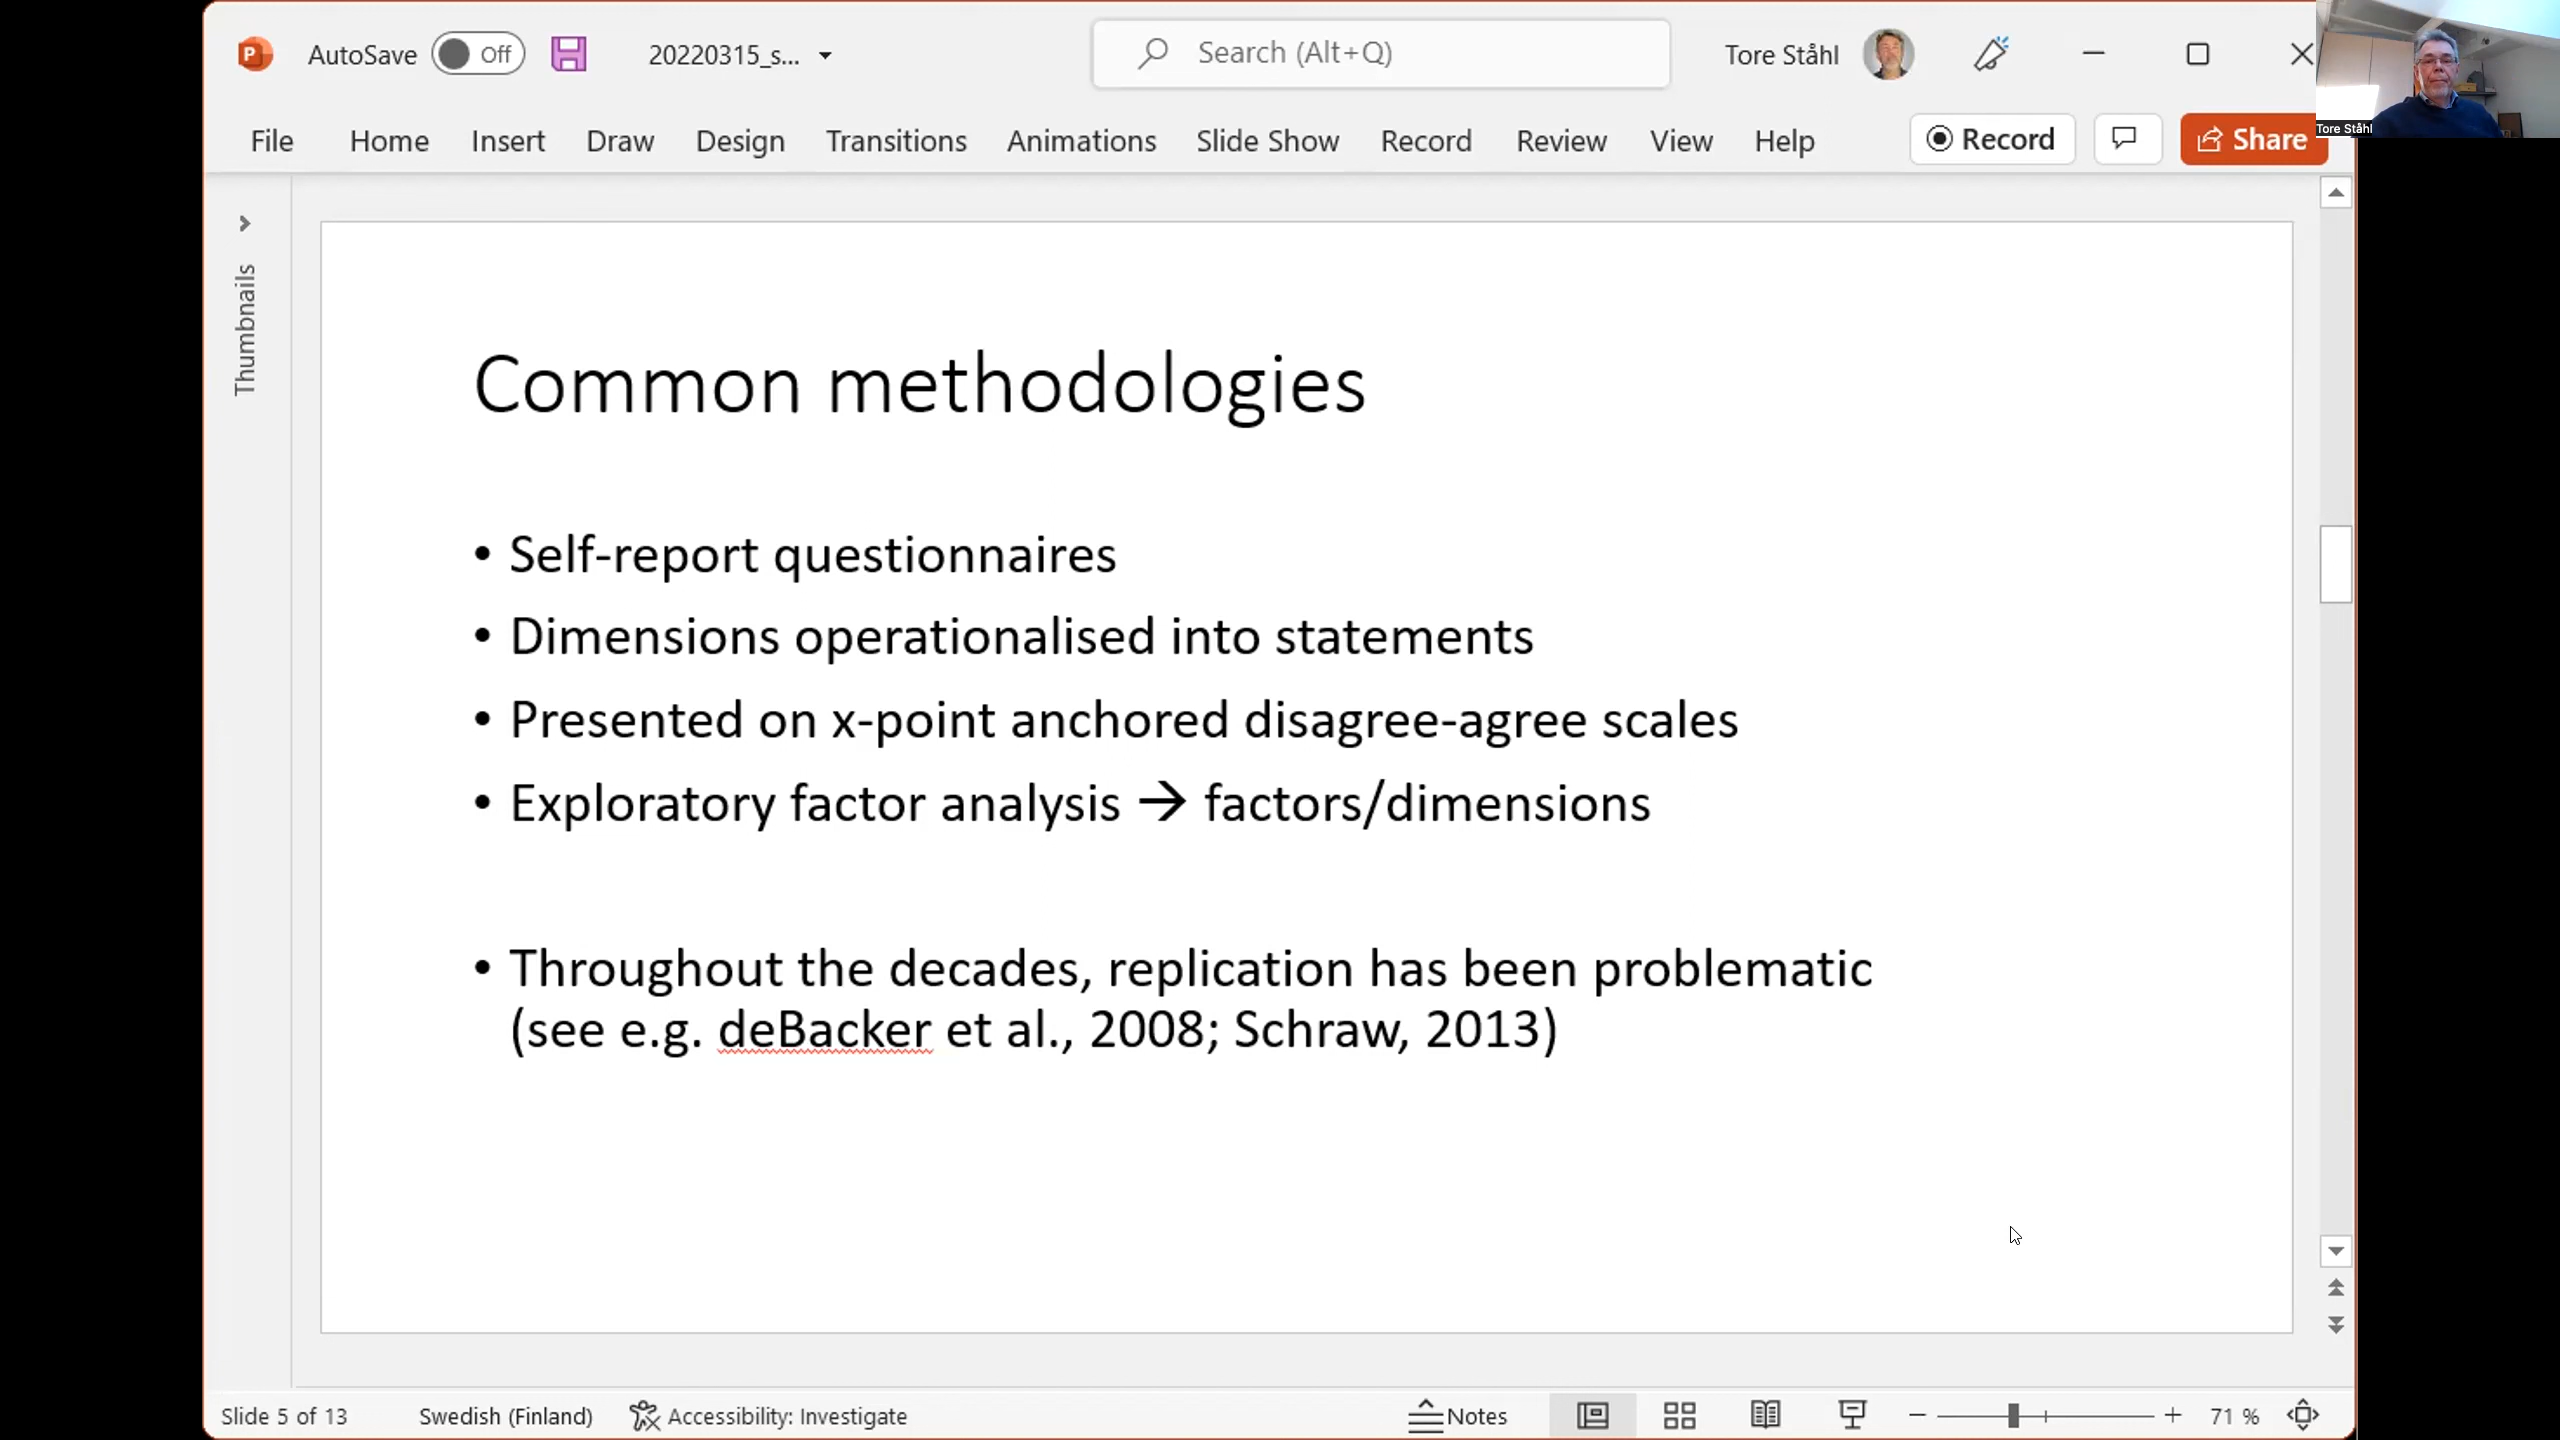 AutoSave Off 20220315_s... Search (Alt+Q) Tore Ståhl
Tore Ståhl
File Home Insert Draw Design Transitions Animations Slide Show Record Review View Help Record Share
Thumbnails
Common methodologies
• Self-report questionnaires
• Dimensions operationalised into statements
• Presented on x-point anchored disagree-agree scales
• Exploratory factor analysis → factors/dimensions
• Throughout the decades, replication has been problematic
(see e.g. deBacker et al., 2008; Schraw, 2013)
Slide 5 of 13 Swedish (Finland) Accessibility: Investigate Notes 71 %